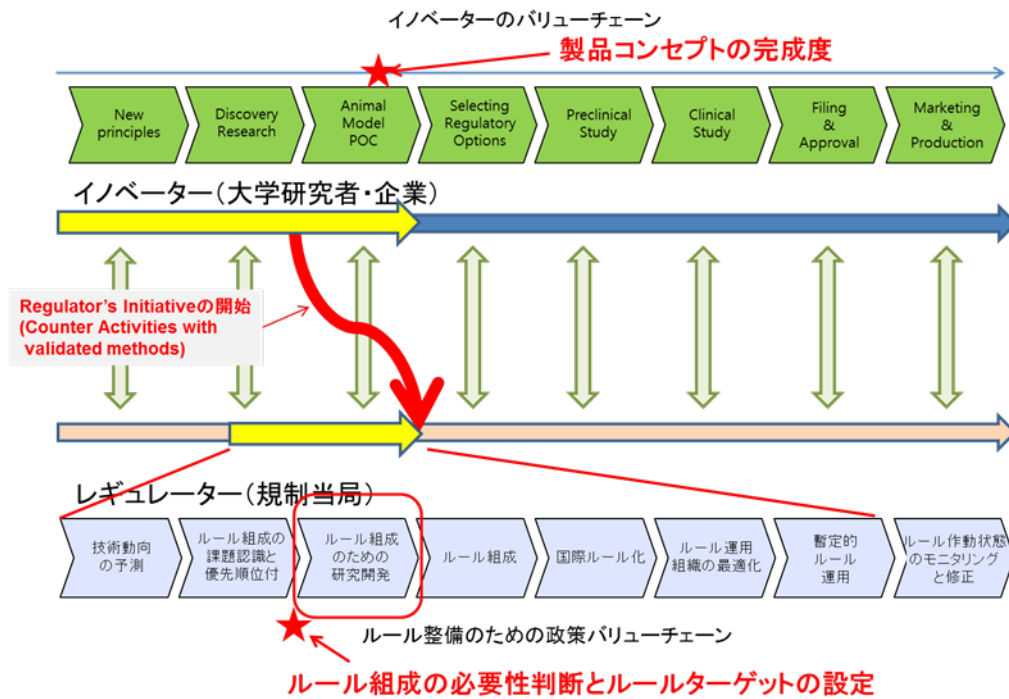 イノベーターのバリューチェーン
製品コンセプトの完成度
New
principles
Discovery
Research
Animal
Model
POC
Selecting
Regulatory
Options
Preclinical
Study
Clinical
Study
Filing
&
Approval
Marketing
&
Production
イノベーター(大学研究者・企業)
Regulator's Initiativeの開始
(Counter Activities with
validated methods)
レギュレーター(規制当局)
技術動向
の予測
ルール組成の
課題認識と
優先順位付
ルール組成
のための
研究開発
ルール組成
国際ルール化
ルール運用
組織の最適化
暫定的
ルール
運用
ルール作動状態
のモニタリング
と修正
ルール整備のための政策バリューチェーン
ルール組成の必要性判断とルールターゲットの設定